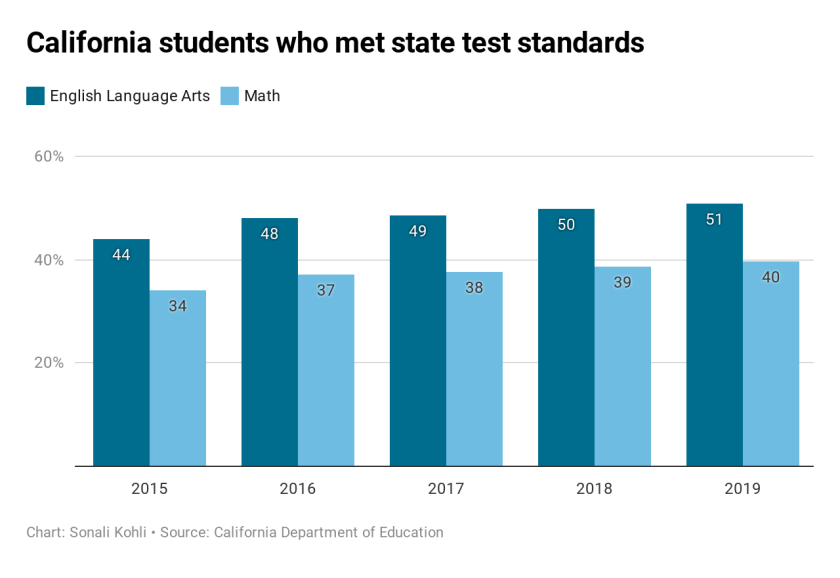 California students who met state test standards
English Language Arts Math
60%
40%
20%
44 34 48 37 49 38 50 39 51 40
2015 2016 2017 2018 2019
Chart: Sonali Kohli • Source: California Department of Education